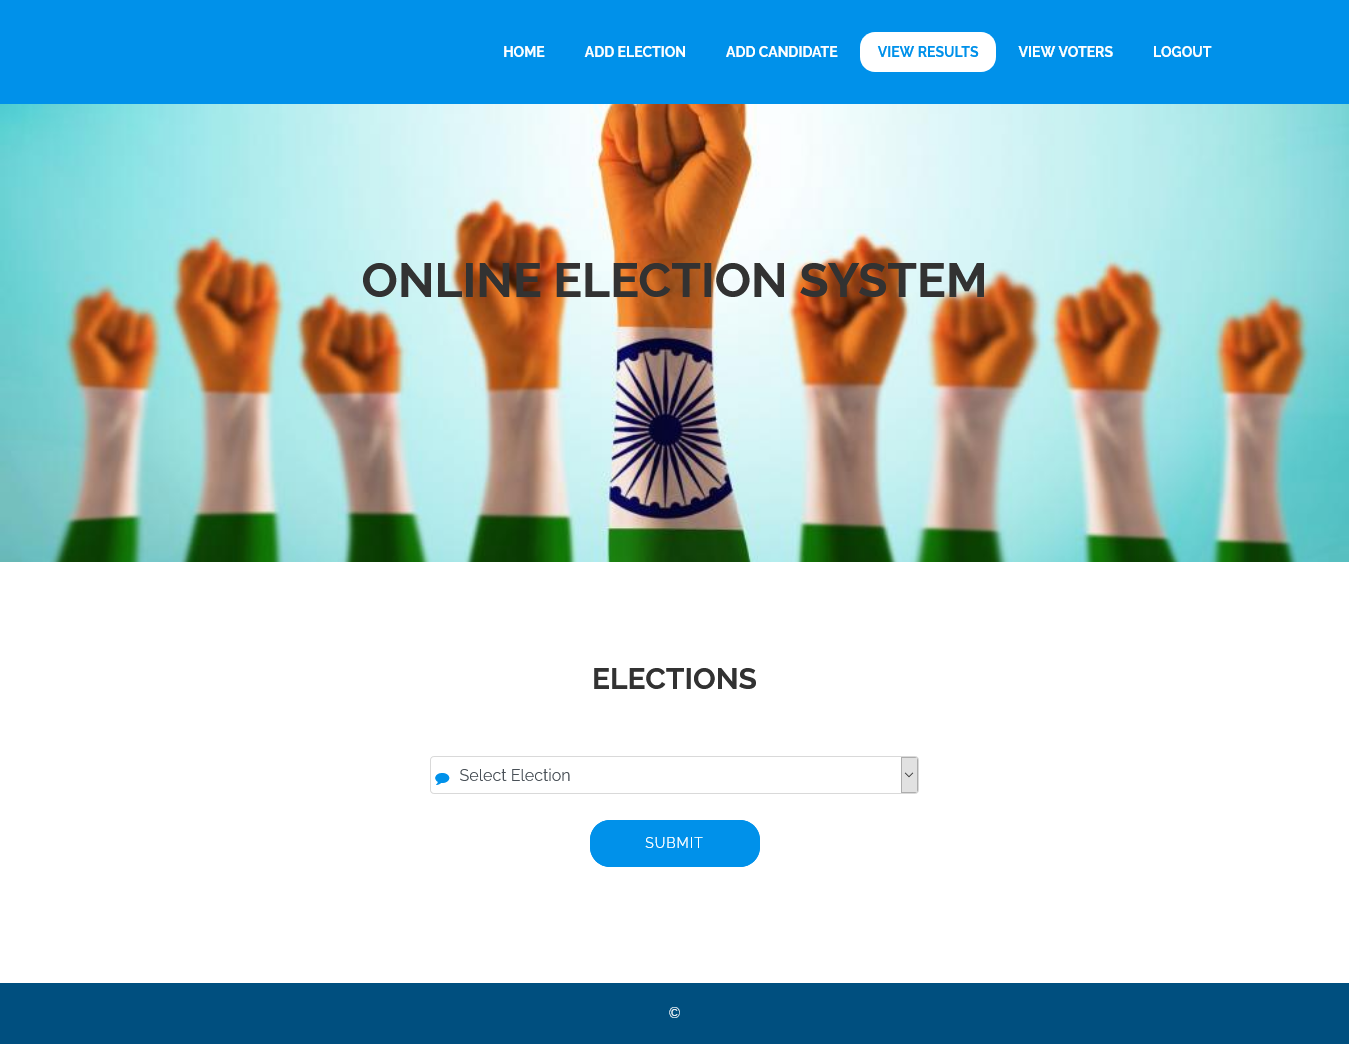 HOME ADD ELECTION ADD CANDIDATE VIEW RESULTS VIEW VOTERS LOGOUT
ONLINE ELECTION SYSTEM
ELECTIONS
Select Election
SUBMIT
©